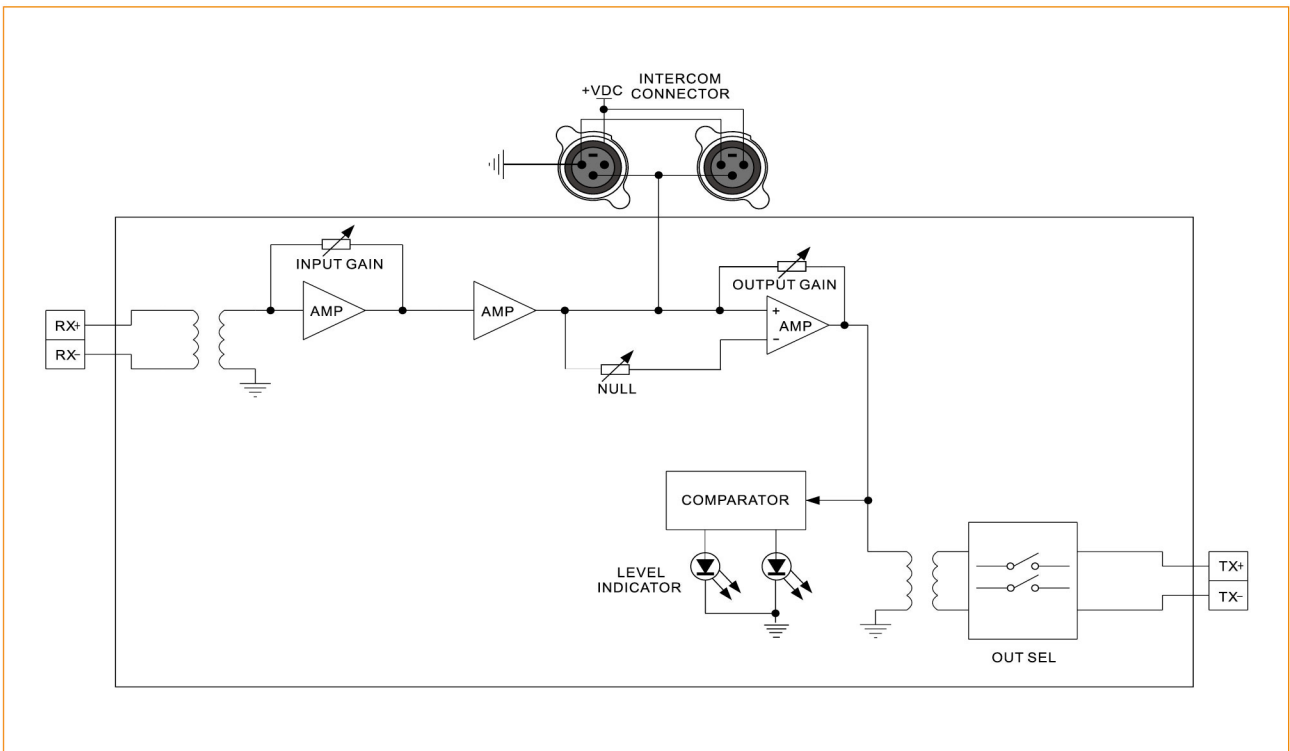 INTERCOM
+VDC CONNECTOR
INPUT GAIN
OUTPUT GAIN
AMP
AMP
+
AMP
-
RX+
RX-
NULL
COMPARATOR
LEVEL
INDICATOR
TX+
TX-
OUT SEL